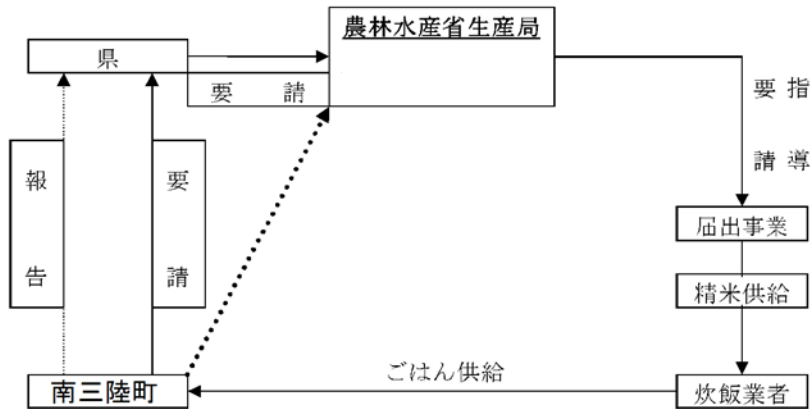 農林水産省生産局
県
要請
要請
指導
報告
要請
届出事業
精米供給
ごはん供給
南三陸町
炊飯業者